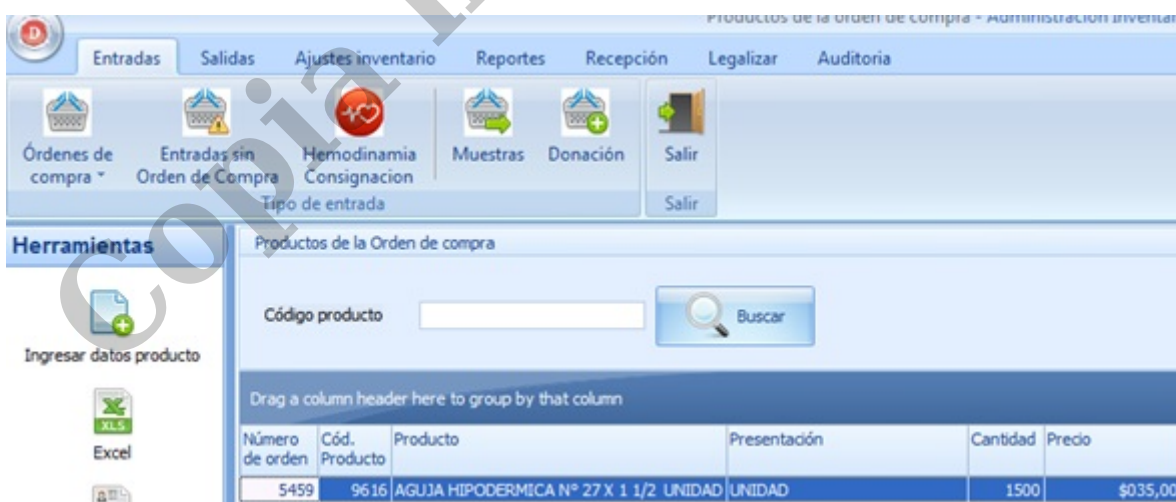 Productos de la orden de compra - Administración Inventar
D
Entradas Salidas Ajustes inventario Reportes Recepción Legalizar Auditoria
Órdenes de compra
Entradas sin Orden de Compra
Hemodinamia Consignacion
Muestras
Donación
Salir
Tipo de entrada
Salir
Herramientas
Productos de la Orden de compra
Código producto
Buscar
Ingresar datos producto
Drag a column header here to group by that column
XLS
Excel
Número de orden Cód. Producto Producto Presentación Cantidad Precio
5459 9616 AGUJA HIPODERMICA Nº 27 X 1 1/2 UNIDAD UNIDAD 1500 $035,00
Copia